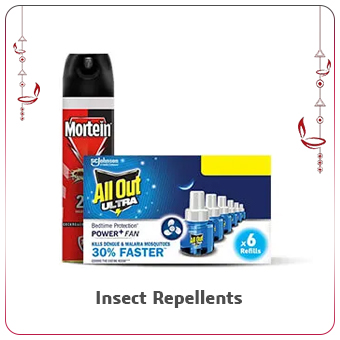 Mortein
2
SC Johnson
All Out
ULTRA
Bedtime Protection
POWER+ FAN
KILLS DENGUE & MALARIA MOSQUITOES
30% FASTER
x6
Refills
Insect Repellents